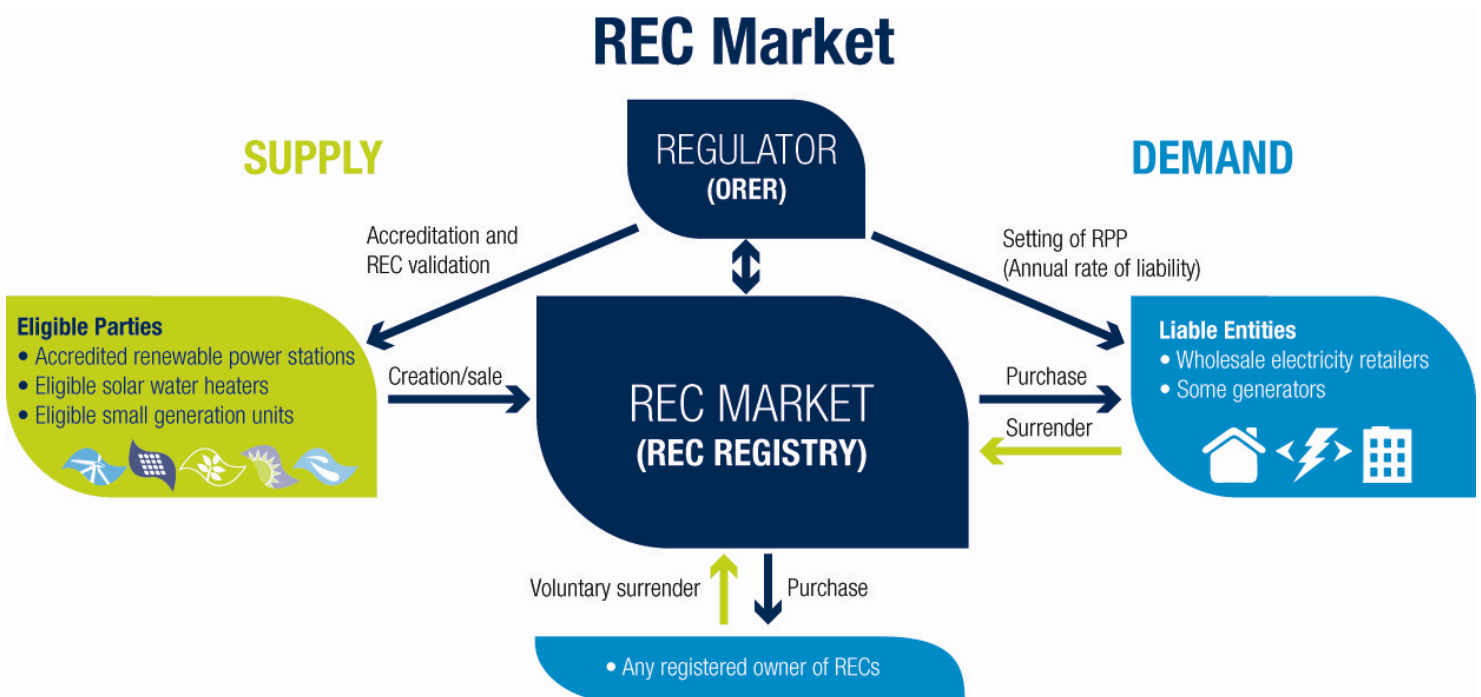 REC Market
SUPPLY
REGULATOR
(ORER)
DEMAND
Accreditation and
REC validation
Setting of RPP
(Annual rate of liability)
Eligible Parties
• Accredited renewable power stations
• Eligible solar water heaters
• Eligible small generation units
Creation/sale
REC MARKET
(REC REGISTRY)
Purchase
Surrender
Liable Entities
• Wholesale electricity retailers
• Some generators
Voluntary surrender
Purchase
• Any registered owner of RECs